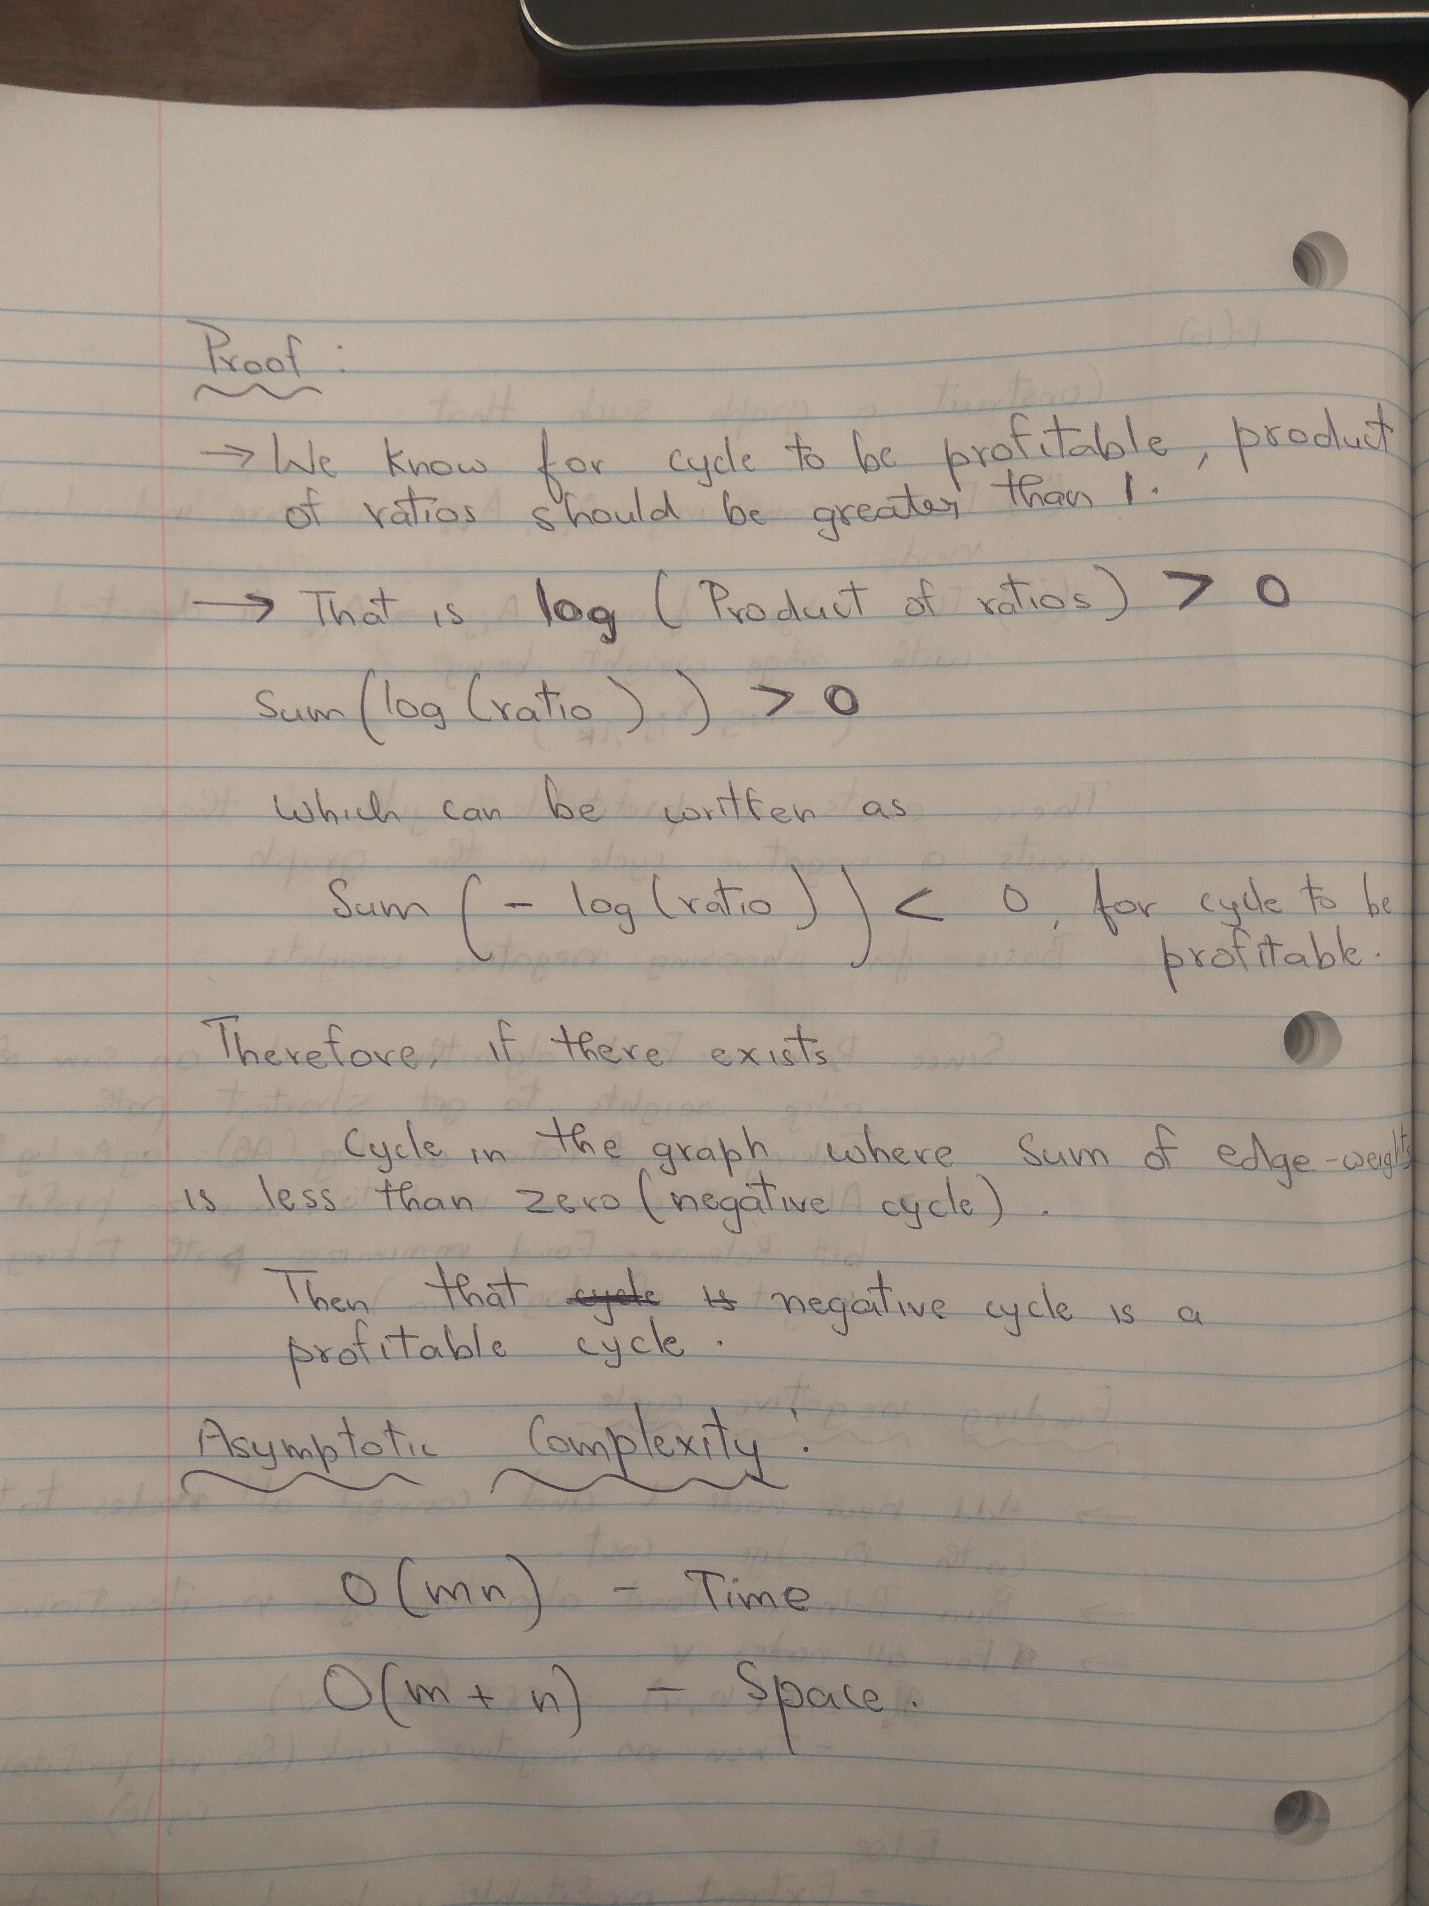 Proof :
→ We know for cycle to be profitable, product
of ratios should be greater than 1.
→ That is log ( Product of ratios ) > 0
Sum (log (ratio ) ) > 0
which can be written as
Sum ( - log (ratio) ) < 0, for cycle to be
profitable.
Therefore, if there exists
Cycle in the graph where sum of edge-weights
is less than zero (negative cycle) .
Then that ~~cycle is~~ negative cycle is a
profitable cycle .
Asymptotic Complexity :
O(mn) - Time
O(m + n) - Space.